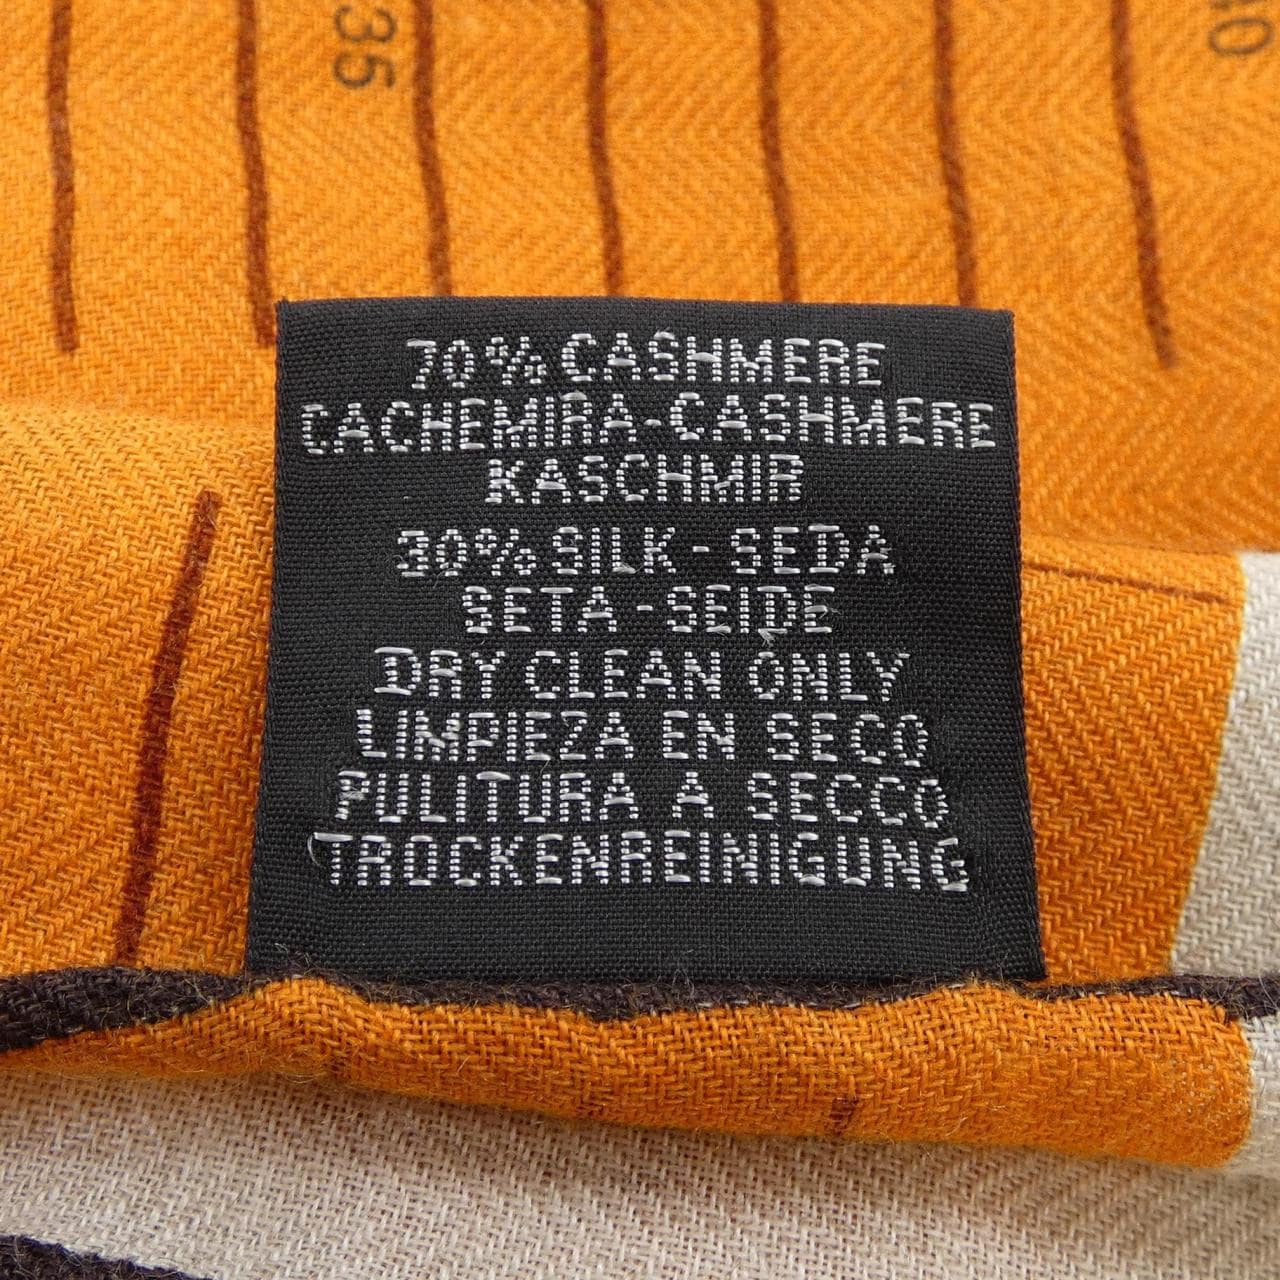 35
40
70% CASHMERE
CACHEMIRA-CASHMERE
KASCHMIR
30% SILK - SEDA
SETA - SEIDE
DRY CLEAN ONLY
LIMPIEZA EN SECO
PULITURA A SECCO
TROCKENREINIGUNG